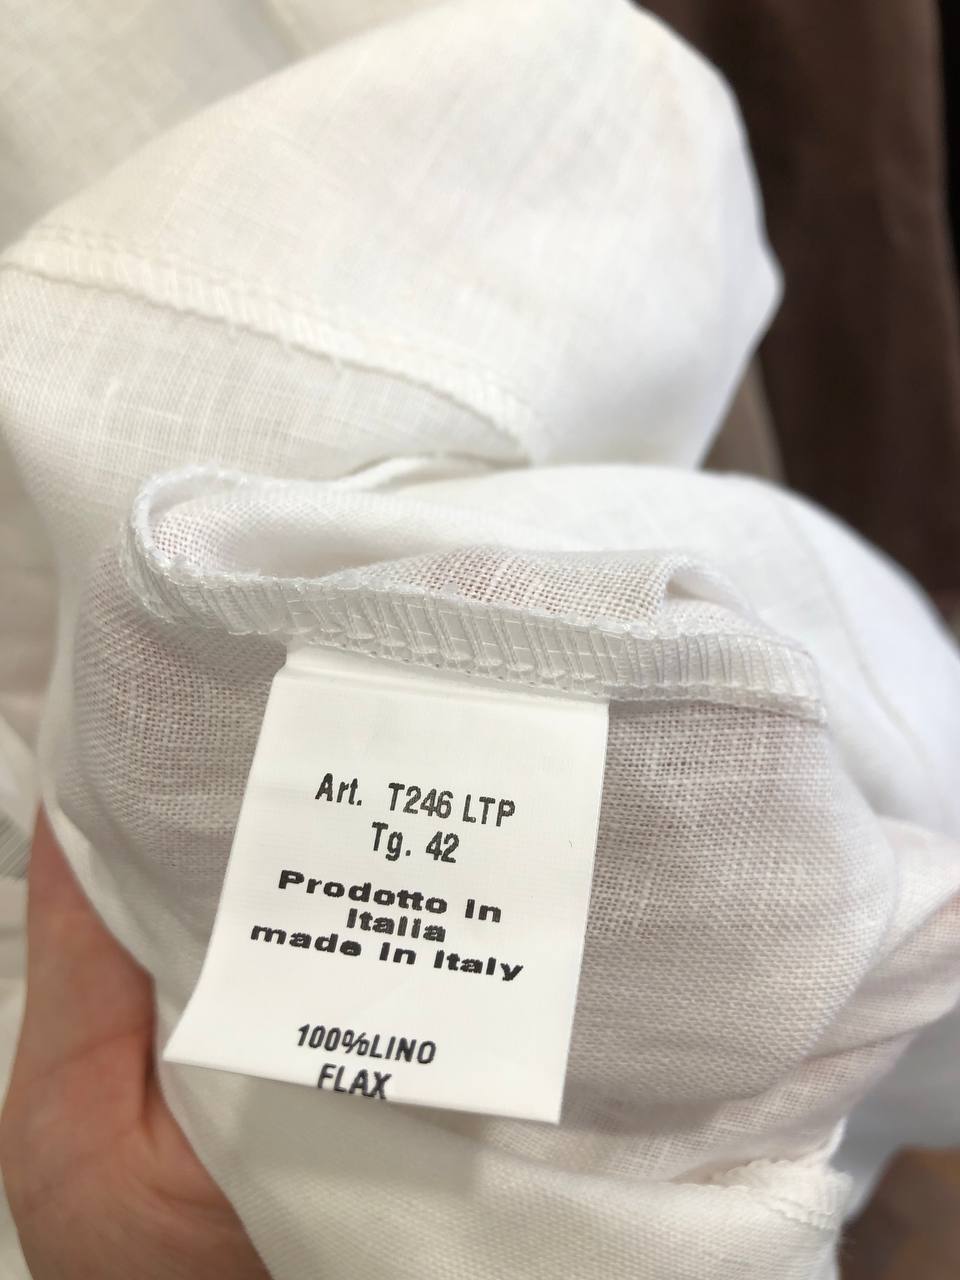 Art. T246 LTP
Tg. 42
Prodotto in
Italia
made in Italy
100%LINO
FLAX